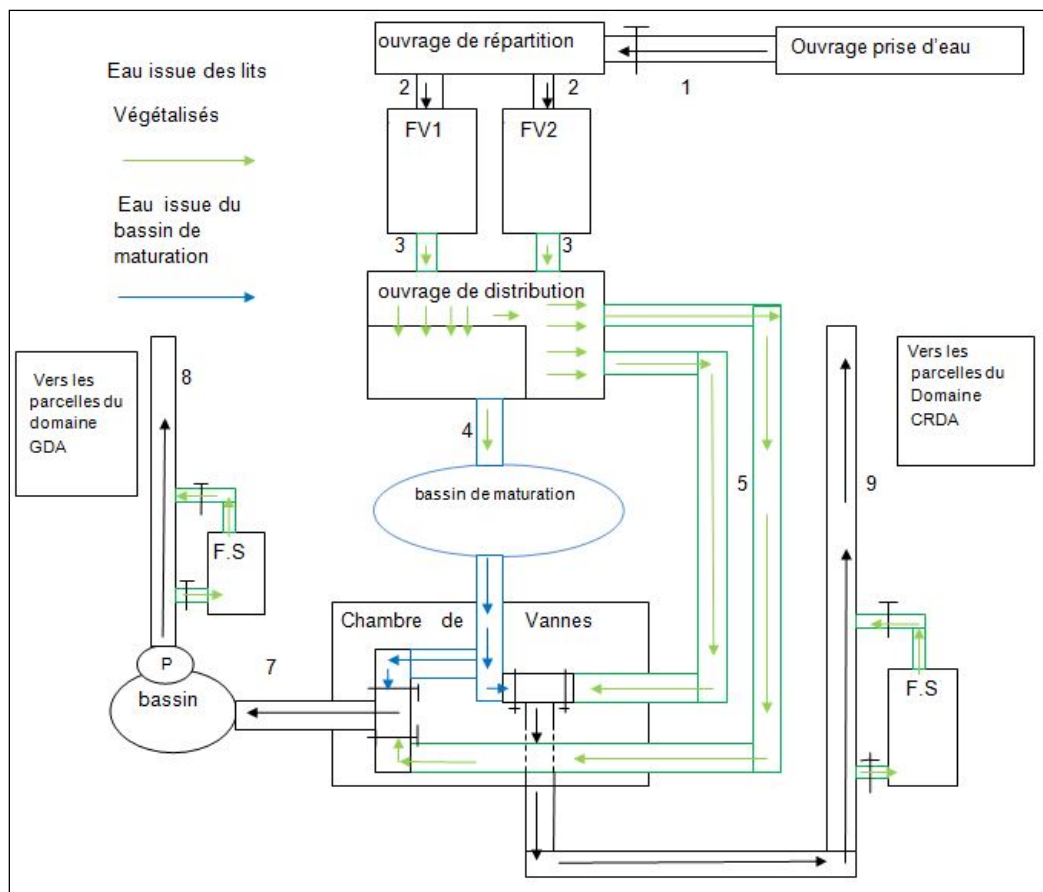 ouvrage de répartition
Ouvrage prise d'eau
1
2
2
Eau issue des lits
Végétalisés
FV1
FV2
Eau issue du
bassin de
maturation
3
3
ouvrage de distribution
Vers les
parcelles du
domaine
GDA
8
4
bassin de maturation
5
9
Vers les
parcelles du
Domaine
CRDA
F.S
Chambre de Vannes
P
7
bassin
F.S